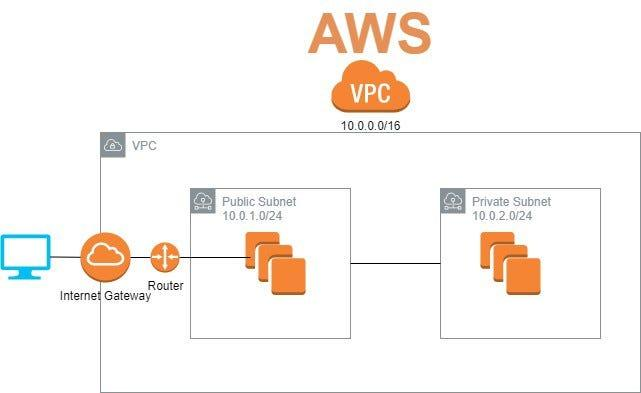 AWS
VPC
10.0.0.0/16
VPC
Public Subnet
10.0.1.0/24
Private Subnet
10.0.2.0/24
Internet Gateway
Router